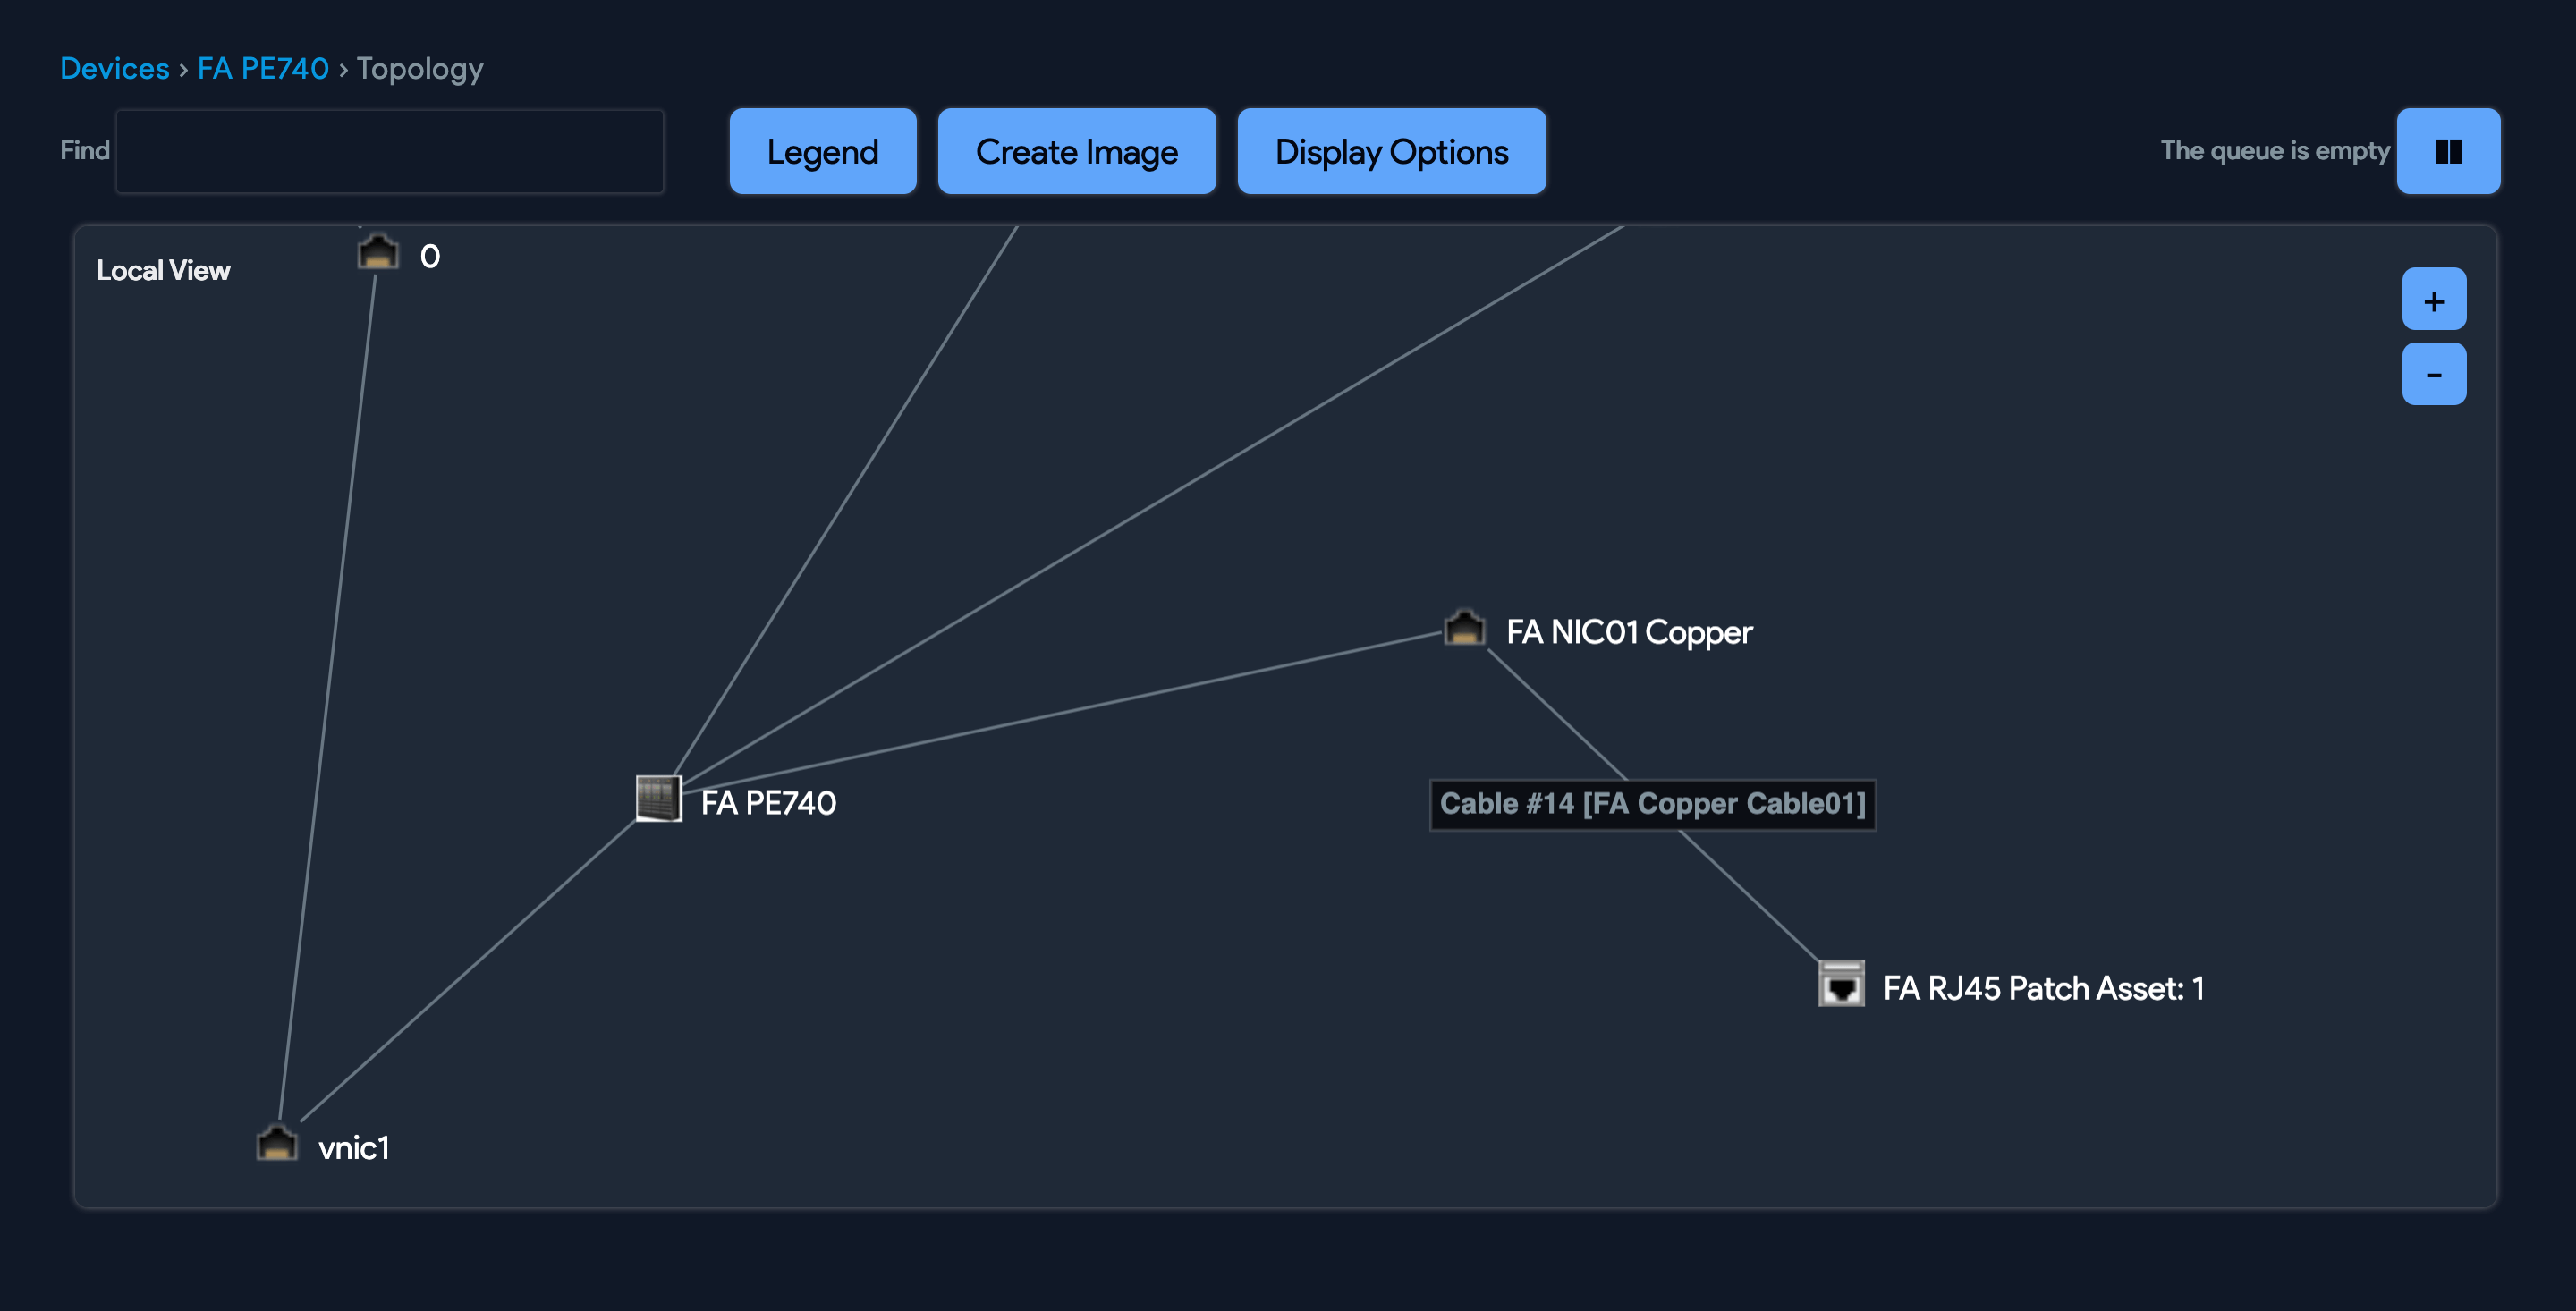 Devices › FA PE740 › Topology
Find
Legend
Create Image
Display Options
The queue is empty
0
Local View
+
-
FA NIC01 Copper
FA PE740
Cable #14 [FA Copper Cable01]
FA RJ45 Patch Asset: 1
vnic1